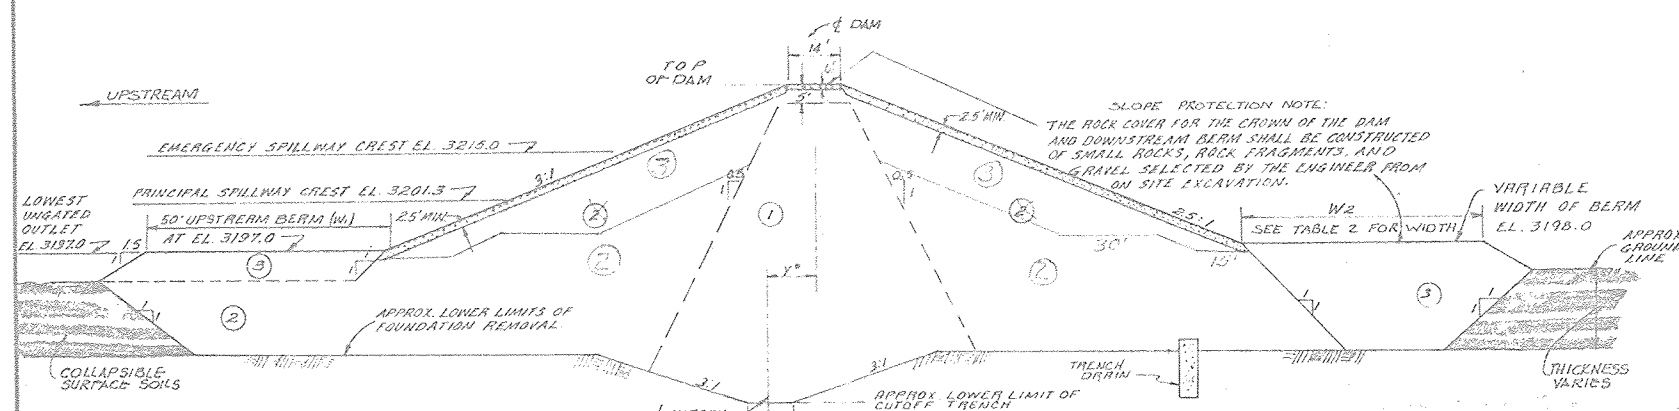 ℄ DAM
14'
TOP
OF DAM
5'
UPSTREAM
2.5' MIN.
SLOPE PROTECTION NOTE:
THE ROCK COVER FOR THE CROWN OF THE DAM
AND DOWNSTREAM BERM SHALL BE CONSTRUCTED
OF SMALL ROCKS, ROCK FRAGMENTS, AND
GRAVEL SELECTED BY THE ENGINEER FROM
ON SITE EXCAVATION.
EMERGENCY SPILLWAY CREST EL. 3215.0
3:1
3
3
0.5
1
0.5
1
PRINCIPAL SPILLWAY CREST EL. 3201.3
LOWEST
UNGATED
OUTLET
EL. 3197.0
50' UPSTREAM BERM (W1)
AT EL. 3197.0
2.5' MIN.
2
1
2
2.5:1
W2
SEE TABLE 2 FOR WIDTH
VARIABLE
WIDTH OF BERM
EL. 3198.0
APPROX.
GROUND
LINE
1.5
1
3
1
1
2
30'
2
15'
Y°
3
1
1
1
1
2
1
1
APPROX. LOWER LIMITS OF
FOUNDATION REMOVAL
COLLAPSIBLE
SURFACE SOILS
3:1
3:1
TRENCH
DRAIN
THICKNESS
VARIES
APPROX. LOWER LIMIT OF
CUTOFF TRENCH